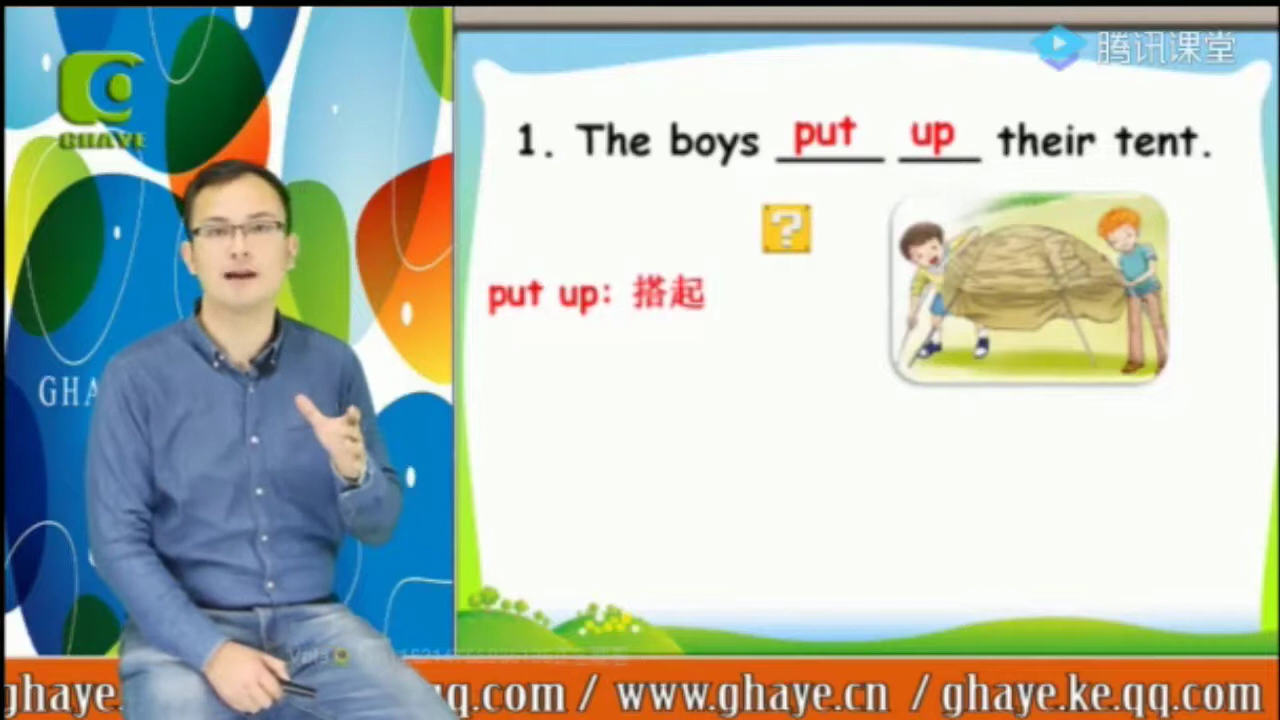 腾讯课堂
GHAYE
1. The boys put up their tent.
?
put up: 搭起
GHA
ghaye. qq.com / www.ghaye.cn / ghaye.ke.qq.com